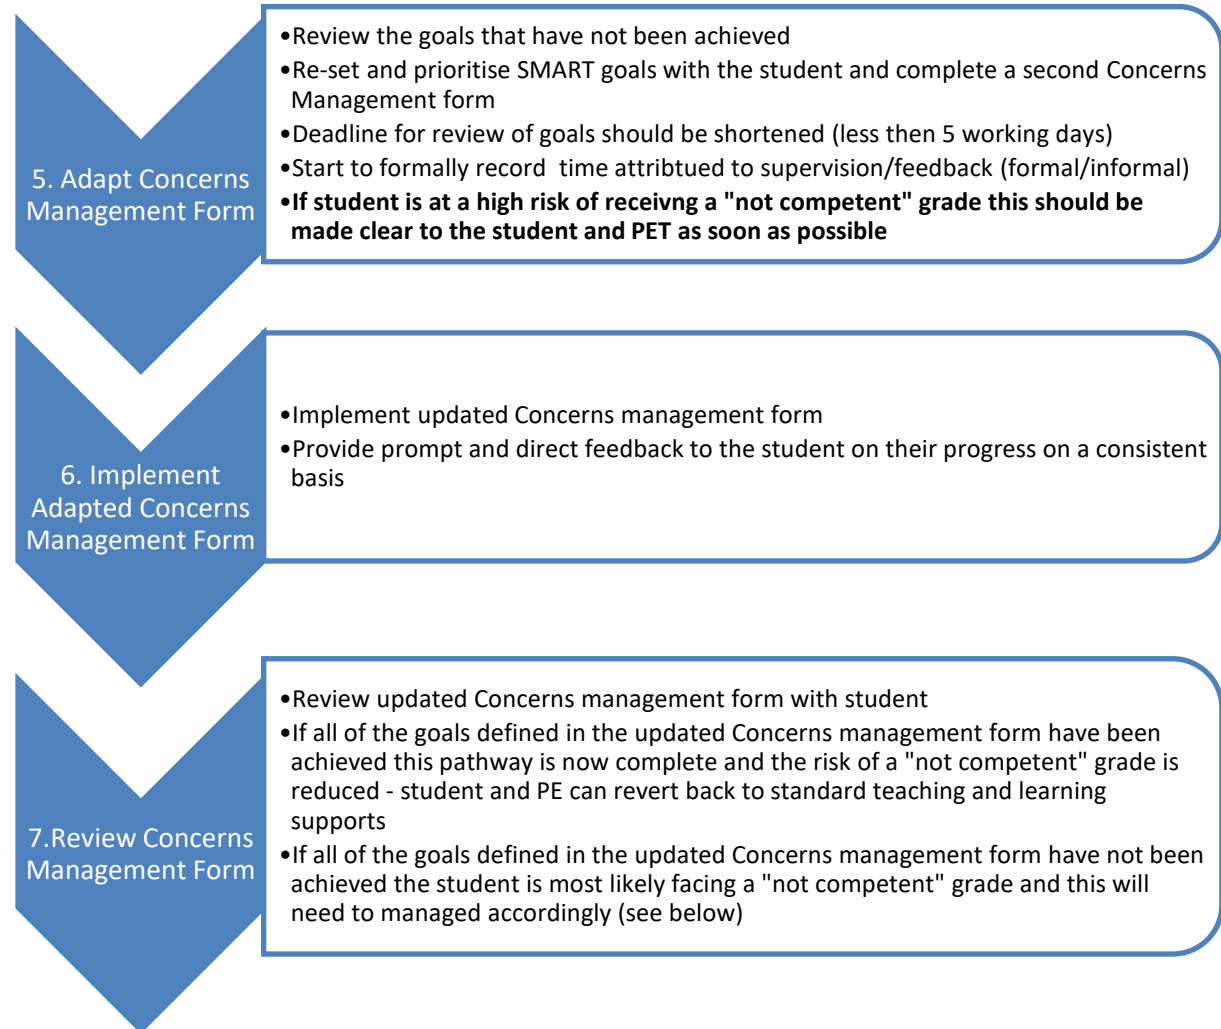 5. Adapt Concerns
Management Form
•Review the goals that have not been achieved
•Re-set and prioritise SMART goals with the student and complete a second Concerns
Management form
•Deadline for review of goals should be shortened (less then 5 working days)
•Start to formally record  time attribtued to supervision/feedback (formal/informal)
•If student is at a high risk of receivng a "not competent" grade this should be
made clear to the student and PET as soon as possible
6. Implement
Adapted Concerns
Management Form
•Implement updated Concerns management form
•Provide prompt and direct feedback to the student on their progress on a consistent
basis
7.Review Concerns
Management Form
•Review updated Concerns management form with student
•If all of the goals defined in the updated Concerns management form have been
achieved this pathway is now complete and the risk of a "not competent" grade is
reduced - student and PE can revert back to standard teaching and learning
supports
•If all of the goals defined in the updated Concerns management form have not been
achieved the student is most likely facing a "not competent" grade and this will
need to managed accordingly (see below)